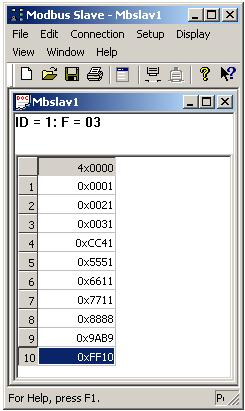 Modbus Slave - Mbslav1
File Edit Connection Setup Display
View Window Help
Mbslav1
ID = 1: F = 03
4x0000
1 0x0001
2 0x0021
3 0x0031
4 0xCC41
5 0x5551
6 0x6611
7 0x7711
8 0x8888
9 0x9AB9
10 0xFF10
For Help, press F1.